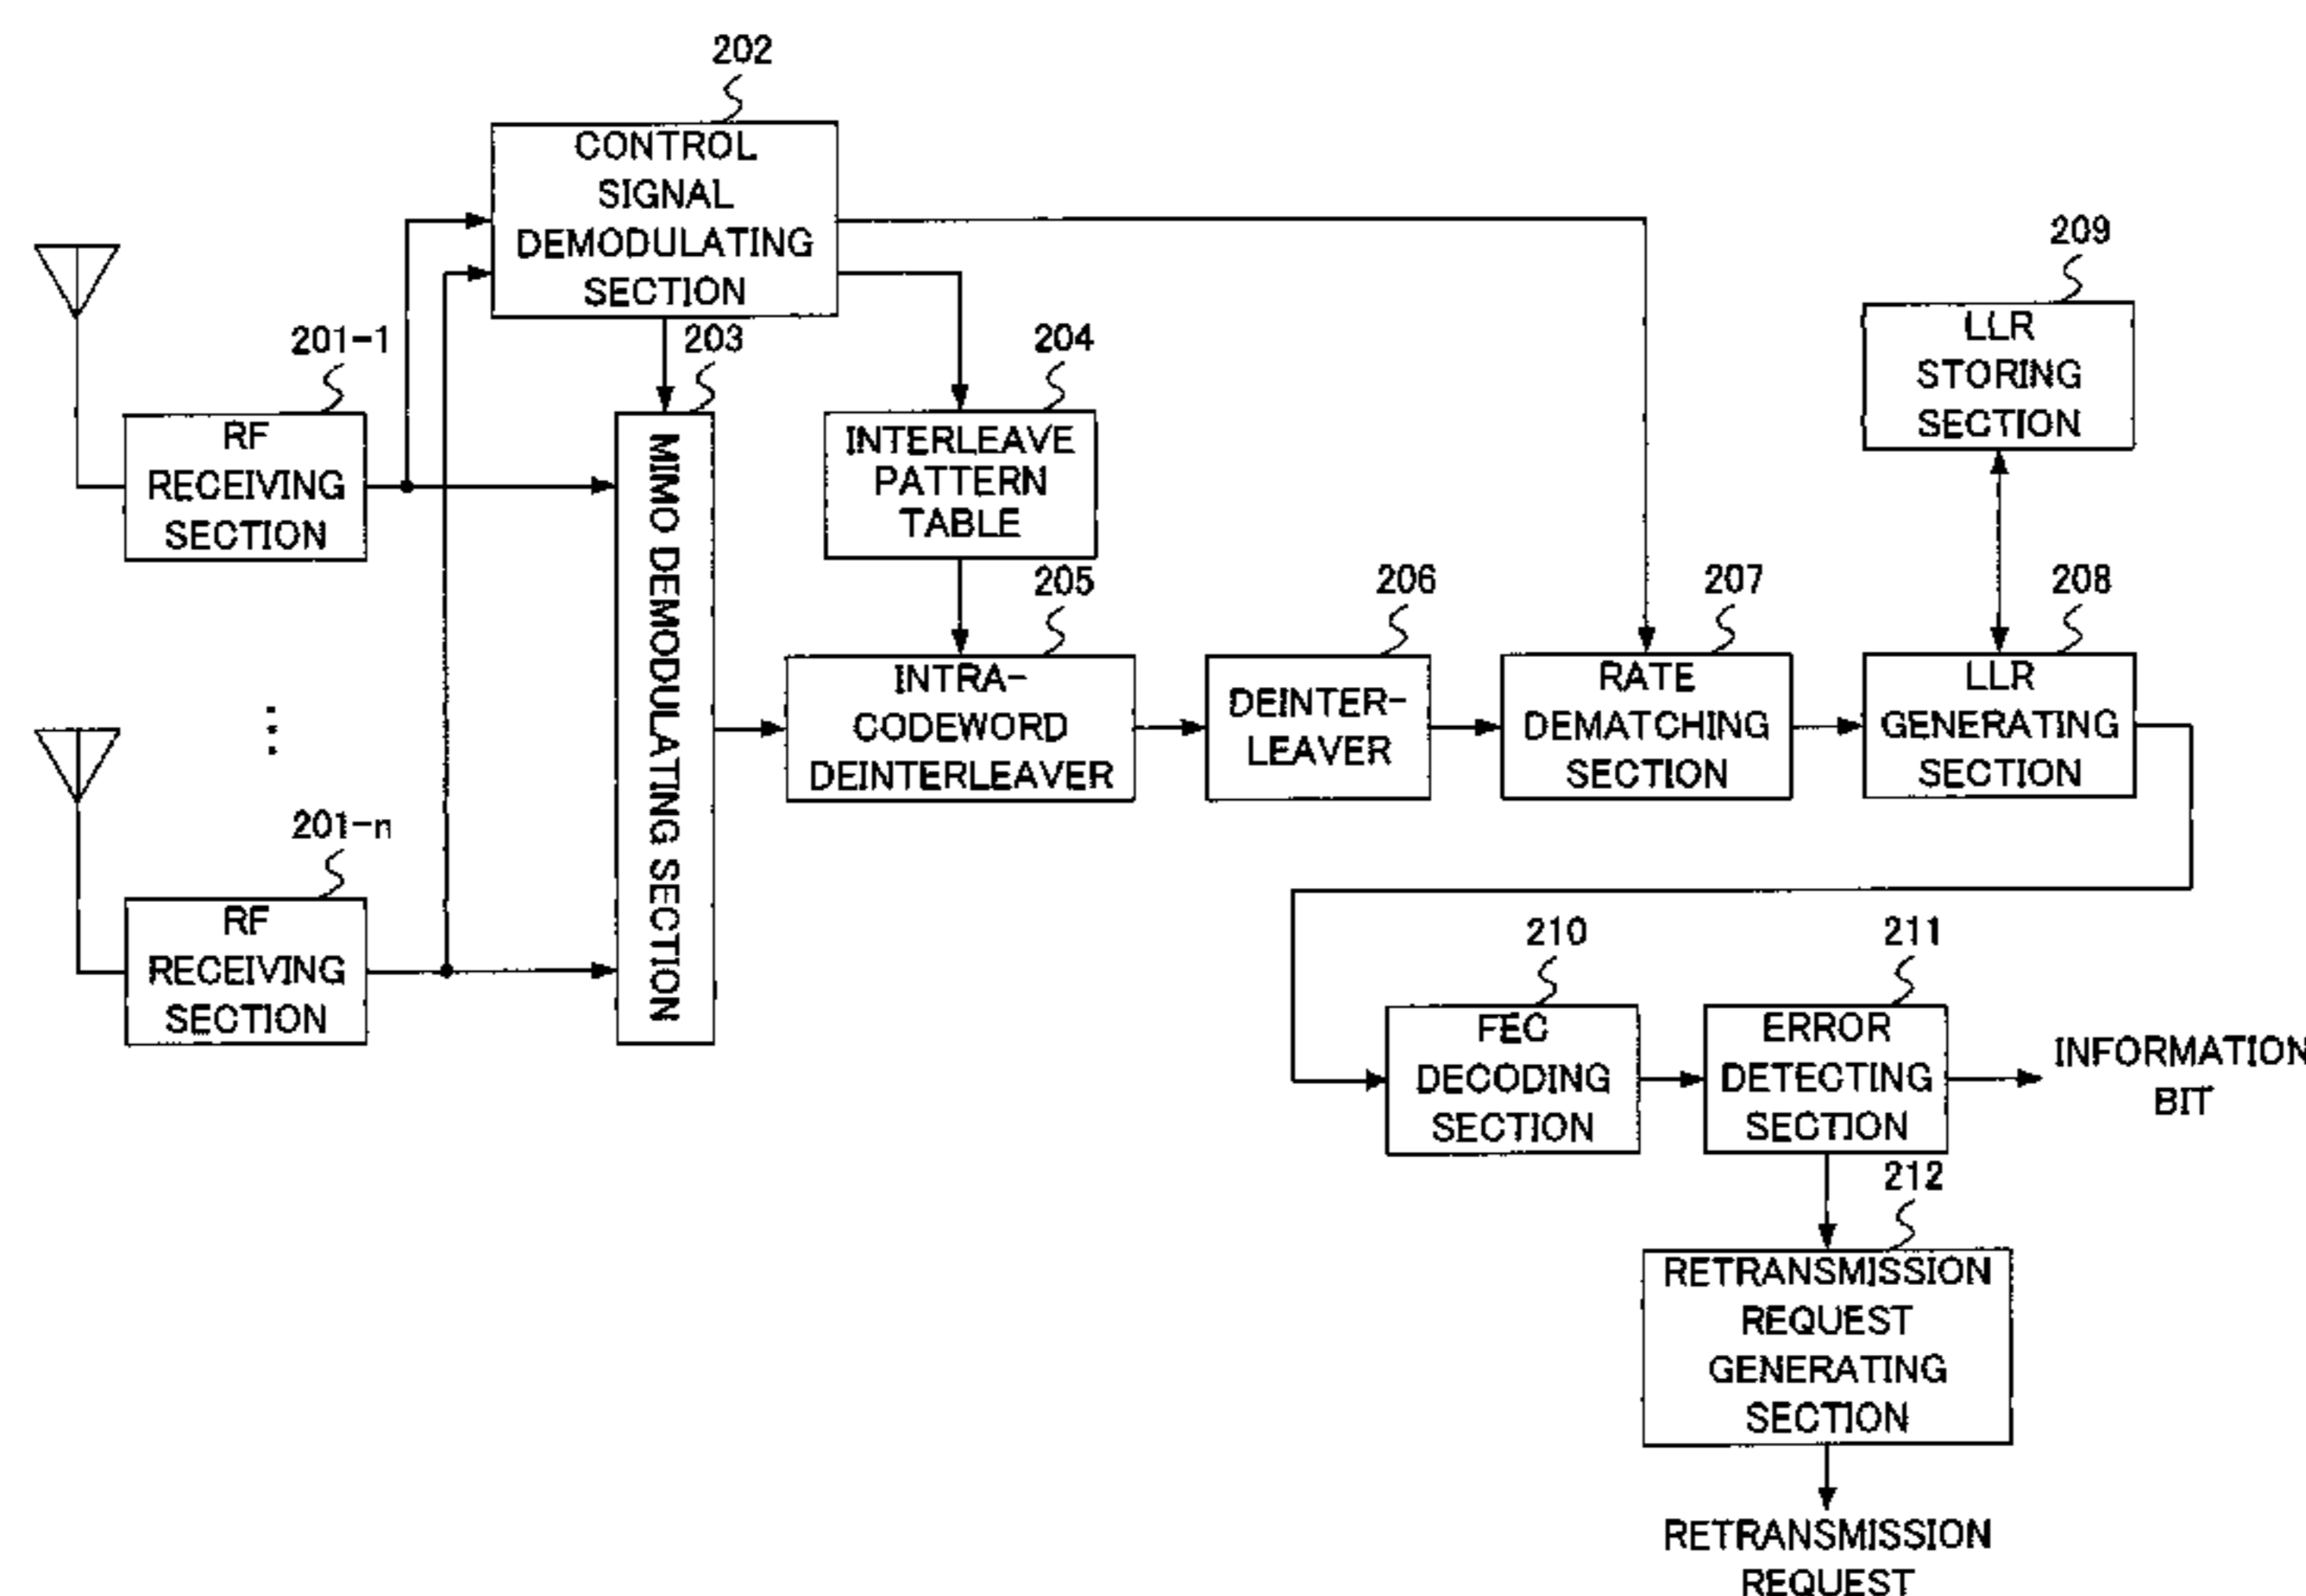 202
CONTROL
SIGNAL
DEMODULATING
SECTION
209
LLR
STORING
SECTION
201-1
RF
RECEIVING
SECTION
203
MIMO DEMODULATING SECTION
204
INTERLEAVE
PATTERN
TABLE
205
INTRA-
CODEWORD
DEINTERLEAVER
206
DEINTER-
LEAVER
207
RATE
DEMATCHING
SECTION
208
LLR
GENERATING
SECTION
201-n
RF
RECEIVING
SECTION
210
FEC
DECODING
SECTION
211
ERROR
DETECTING
SECTION
INFORMATION
BIT
212
RETRANSMISSION
REQUEST
GENERATING
SECTION
RETRANSMISSION
REQUEST